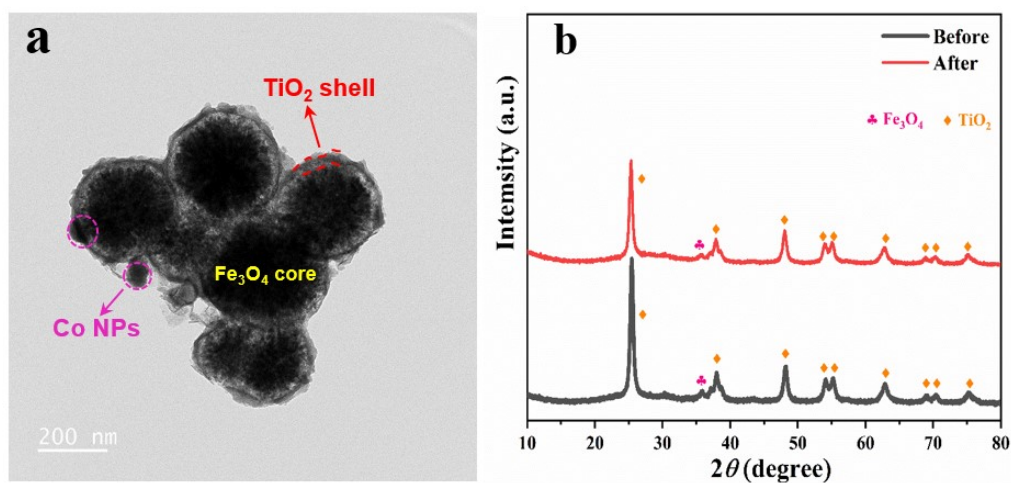 a
TiO₂ shell
Fe₃O₄ core
Co NPs
200 nm
b
Before
After
♣ Fe₃O₄ ♦ TiO₂
Intemsity (a.u.)
10 20 30 40 50 60 70 80
2θ (degree)